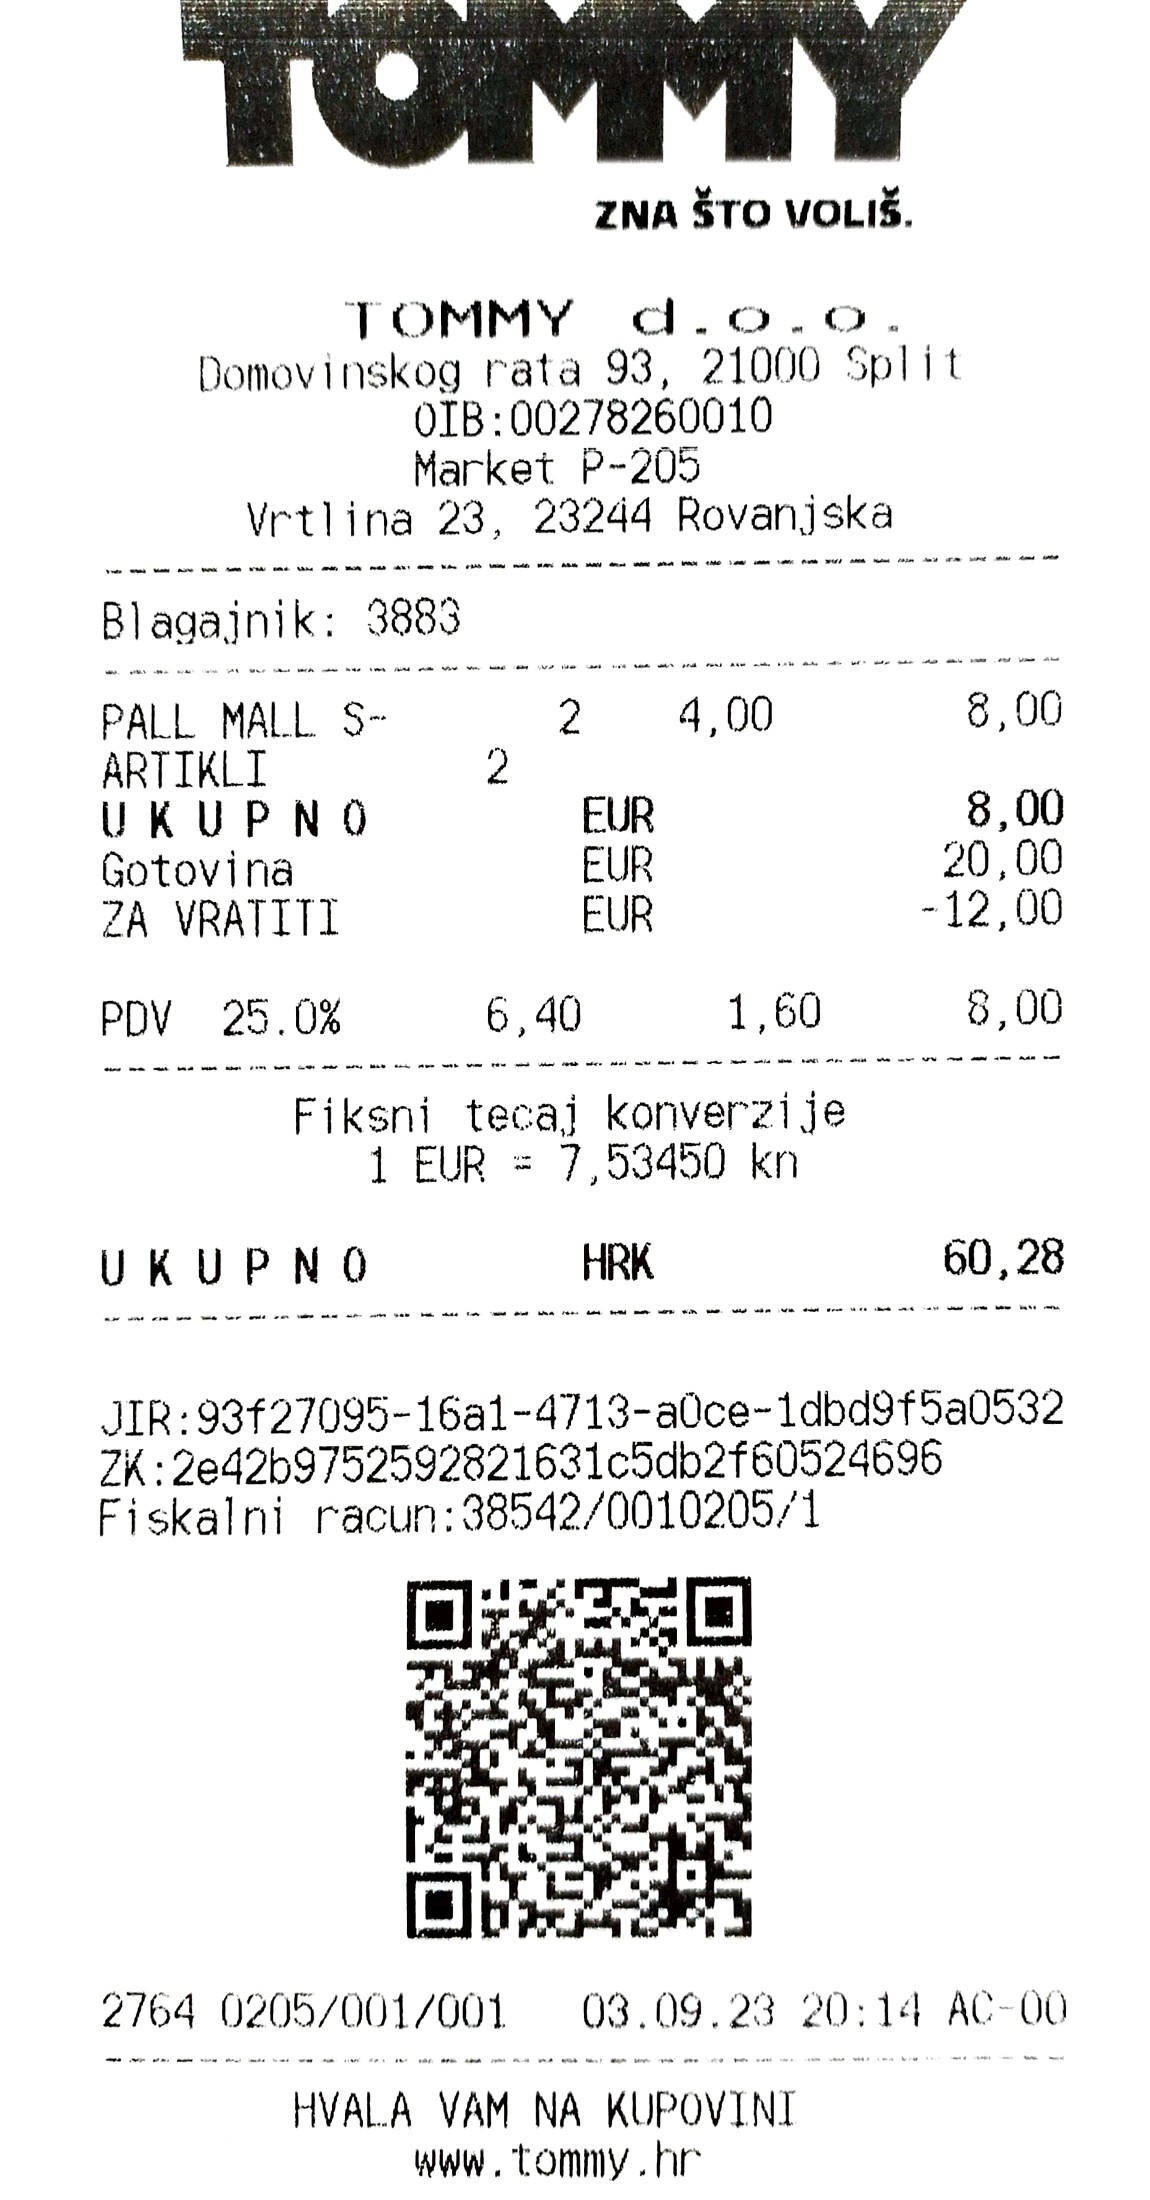 TOMMY
ZNA ŠTO VOLIŠ.
TOMMY d.o.o.
Domovinskog rata 93, 21000 Split
OIB:00278260010
Market P-205
Vrtlina 23, 23244 Rovanjska
Blagajnik: 3883
PALL MALL S- 2 4,00 8,00
ARTIKLI 2
U K U P N O EUR 8,00
Gotovina EUR 20,00
ZA VRATITI EUR -12,00
PDV 25.0% 6,40 1,60 8,00
Fiksni tecaj konverzije
1 EUR = 7,53450 kn
U K U P N O HRK 60,28
JIR:93f27095-16a1-4713-a0ce-1dbd9f5a0532
ZK:2e42b9752592821631c5db2f60524696
Fiskalni racun:38542/0010205/1
2764 0205/001/001 03.09.23 20:14 AC-00
HVALA VAM NA KUPOVINI
www.tommy.hr